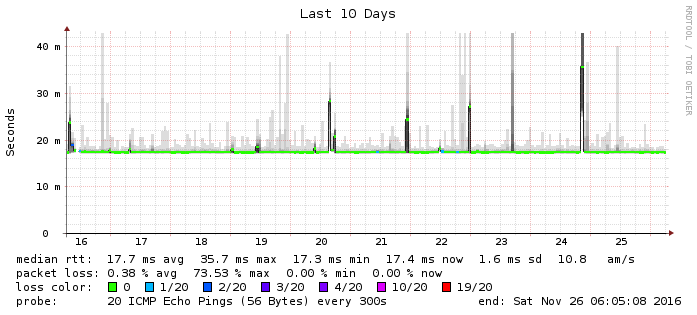 Last 10 Days
RRDTOOL / TOBI OETIKER
Seconds
40 m
30 m
20 m
10 m
0
16 17 18 19 20 21 22 23 24 25
median rtt: 17.7 ms avg 35.7 ms max 17.3 ms min 17.4 ms now 1.6 ms sd 10.8 am/s
packet loss: 0.38 % avg 73.53 % max 0.00 % min 0.00 % now
loss color: 0 1/20 2/20 3/20 4/20 10/20 19/20
probe: 20 ICMP Echo Pings (56 Bytes) every 300s end: Sat Nov 26 06:05:08 2016